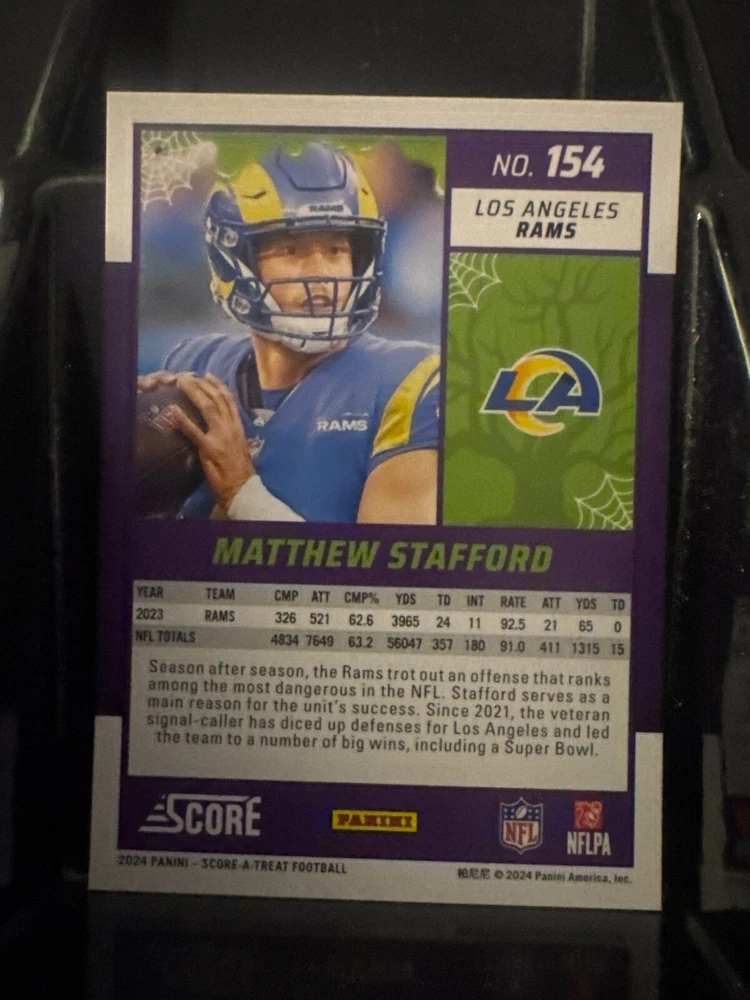 NO. 154
LOS ANGELES
RAMS
RAMS
RAMS
LA
MATTHEW STAFFORD
YEAR TEAM CMP ATT CMP% YDS TD INT RATE ATT YDS TD
2023 RAMS 326 521 62.6 3965 24 11 92.5 21 65 0
NFL TOTALS 4834 7649 63.2 56047 357 180 91.0 411 1315 15
Season after season, the Rams trot out an offense that ranks
among the most dangerous in the NFL. Stafford serves as a
main reason for the unit's success. Since 2021, the veteran
signal-caller has diced up defenses for Los Angeles and led
the team to a number of big wins, including a Super Bowl.
SCORE
PANINI
NFL
NFLPA
2024 PANINI – SCORE-A-TREAT FOOTBALL
帕尼尼 © 2024 Panini America, Inc.